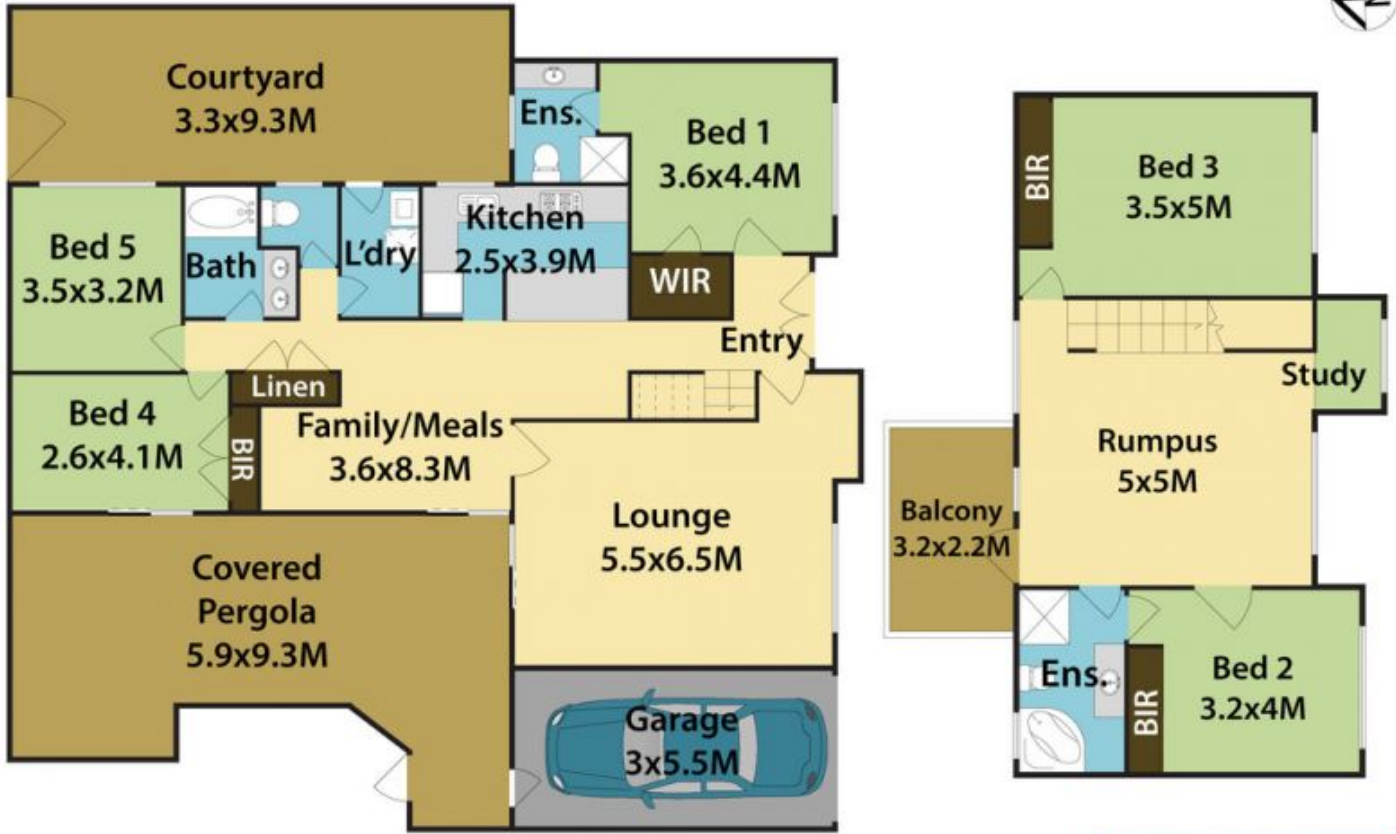 Courtyard
3.3x9.3M
Ens.
Bed 1
3.6x4.4M
Bed 5
3.5x3.2M
Bath
L'dry
Kitchen
2.5x3.9M
WIR
Entry
Linen
Bed 4
2.6x4.1M
BIR
Family/Meals
3.6x8.3M
Lounge
5.5x6.5M
Covered
Pergola
5.9x9.3M
Garage
3x5.5M
BIR
Bed 3
3.5x5M
Study
Rumpus
5x5M
Balcony
3.2x2.2M
Ens.
BIR
Bed 2
3.2x4M